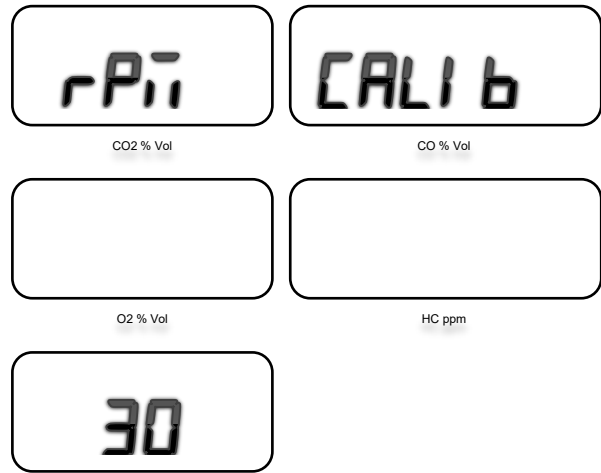 rPm CALIb
CO2 % Vol CO % Vol
O2 % Vol HC ppm
30